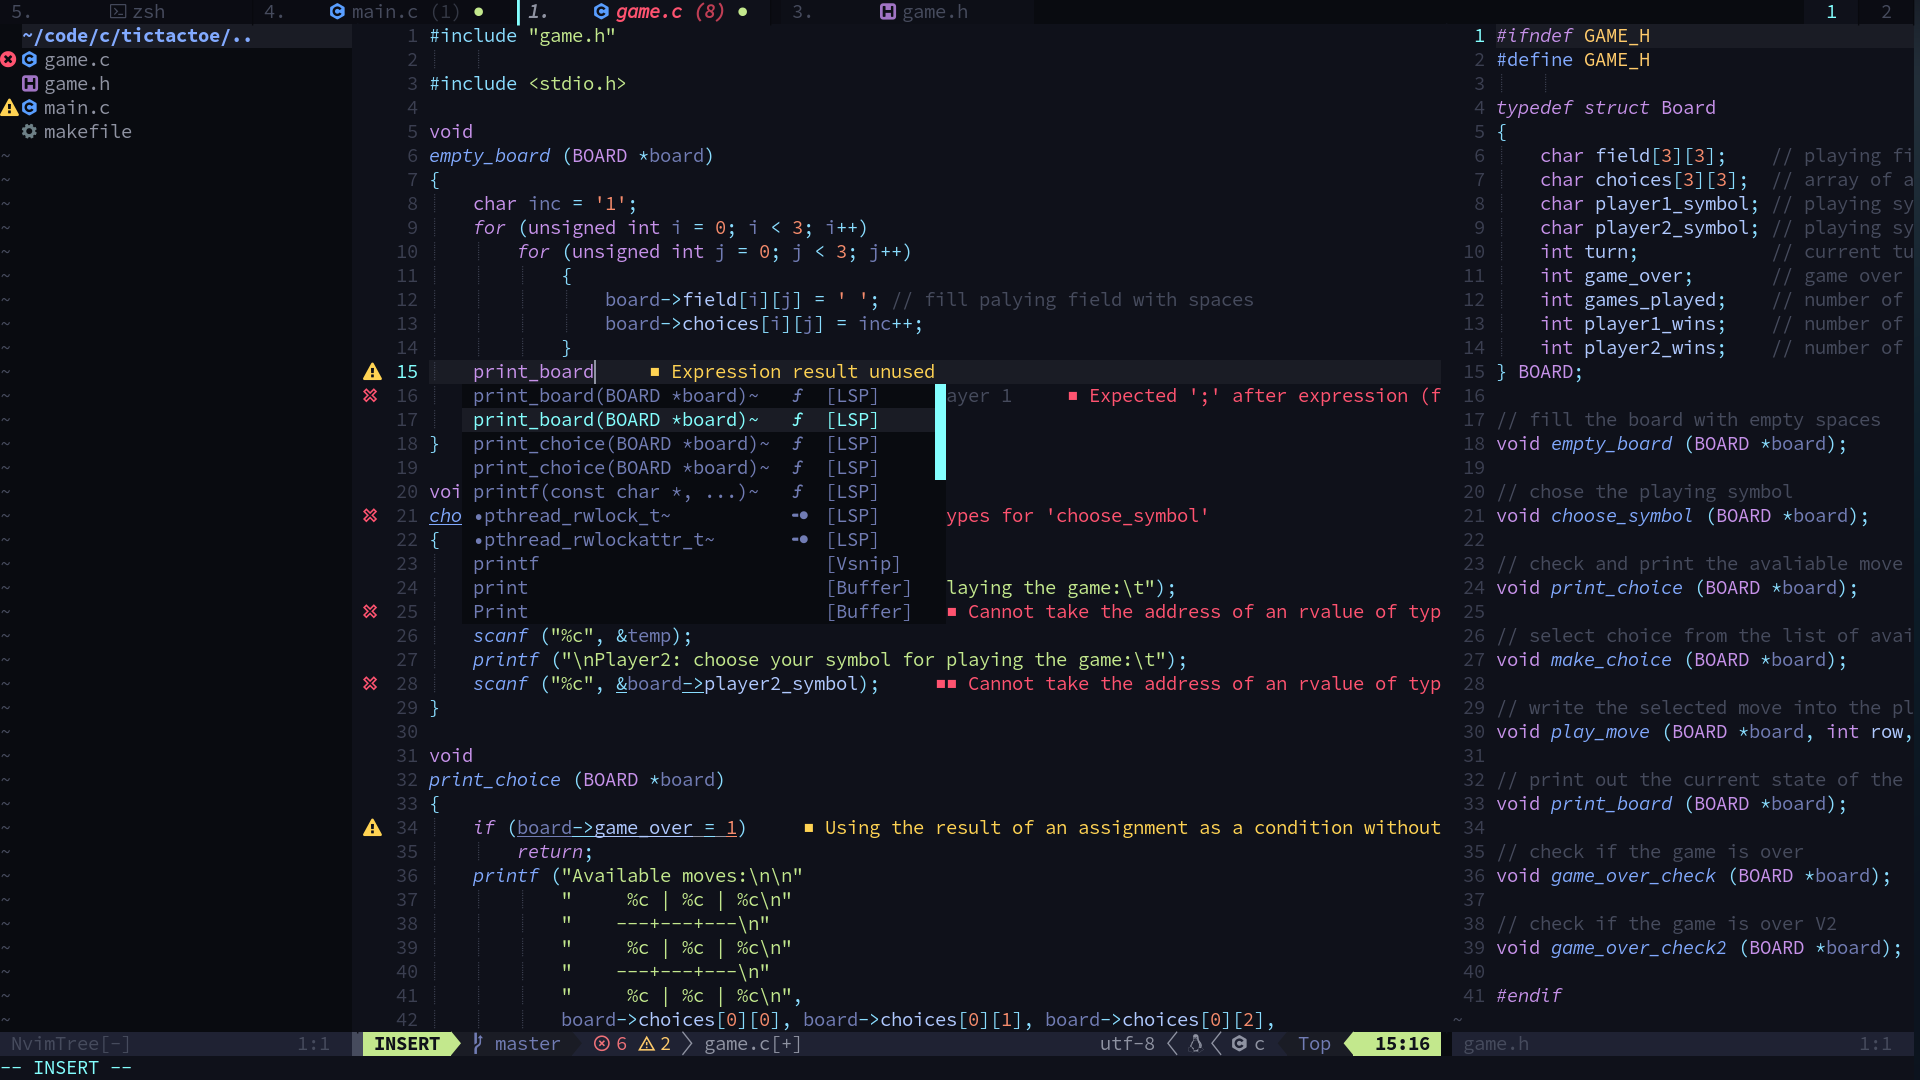 5. zsh 4. main.c (1) ● 1. game.c (8) ● 3. game.h 1 2
~/code/c/tictactoe/..
game.c
game.h
main.c
makefile
1 #include "game.h"
2
3 #include <stdio.h>
4
5 void
6 empty_board (BOARD *board)
7 {
8 char inc = '1';
9 for (unsigned int i = 0; i < 3; i++)
10 for (unsigned int j = 0; j < 3; j++)
11 {
12 board->field[i][j] = ' '; // fill palying field with spaces
13 board->choices[i][j] = inc++;
14 }
15 print_board ■ Expression result unused
16 print_board(BOARD *board)~ ƒ [LSP] ayer 1 ■ Expected ';' after expression (f
17 print_board(BOARD *board)~ ƒ [LSP]
18 } print_choice(BOARD *board)~ ƒ [LSP]
19 print_choice(BOARD *board)~ ƒ [LSP]
20 voi printf(const char *, ...)~ ƒ [LSP]
21 cho •pthread_rwlock_t~ [LSP] ypes for 'choose_symbol'
22 { •pthread_rwlockattr_t~ [LSP]
23 printf [Vsnip]
24 print [Buffer] laying the game:\t");
25 Print [Buffer] ■ Cannot take the address of an rvalue of typ
26 scanf ("%c", &temp);
27 printf ("\nPlayer2: choose your symbol for playing the game:\t");
28 scanf ("%c", &board->player2_symbol); ■■ Cannot take the address of an rvalue of typ
29 }
30
31 void
32 print_choice (BOARD *board)
33 {
34 if (board->game_over = 1) ■ Using the result of an assignment as a condition without
35 return;
36 printf ("Available moves:\n\n"
37 "     %c | %c | %c\n"
38 "    ---+---+---\n"
39 "     %c | %c | %c\n"
40 "    ---+---+---\n"
41 "     %c | %c | %c\n",
42 board->choices[0][0], board->choices[0][1], board->choices[0][2],
1 #ifndef GAME_H
2 #define GAME_H
3
4 typedef struct Board
5 {
6 char field[3][3]; // playing fi
7 char choices[3][3]; // array of a
8 char player1_symbol; // playing sy
9 char player2_symbol; // playing sy
10 int turn; // current tu
11 int game_over; // game over
12 int games_played; // number of
13 int player1_wins; // number of
14 int player2_wins; // number of
15 } BOARD;
16
17 // fill the board with empty spaces
18 void empty_board (BOARD *board);
19
20 // chose the playing symbol
21 void choose_symbol (BOARD *board);
22
23 // check and print the avaliable move
24 void print_choice (BOARD *board);
25
26 // select choice from the list of avai
27 void make_choice (BOARD *board);
28
29 // write the selected move into the pl
30 void play_move (BOARD *board, int row,
31
32 // print out the current state of the
33 void print_board (BOARD *board);
34
35 // check if the game is over
36 void game_over_check (BOARD *board);
37
38 // check if the game is over V2
39 void game_over_check2 (BOARD *board);
40
41 #endif
NvimTree[-] 1:1 INSERT master 6 2 game.c[+] utf-8 c Top 15:16 game.h 1:1
-- INSERT --